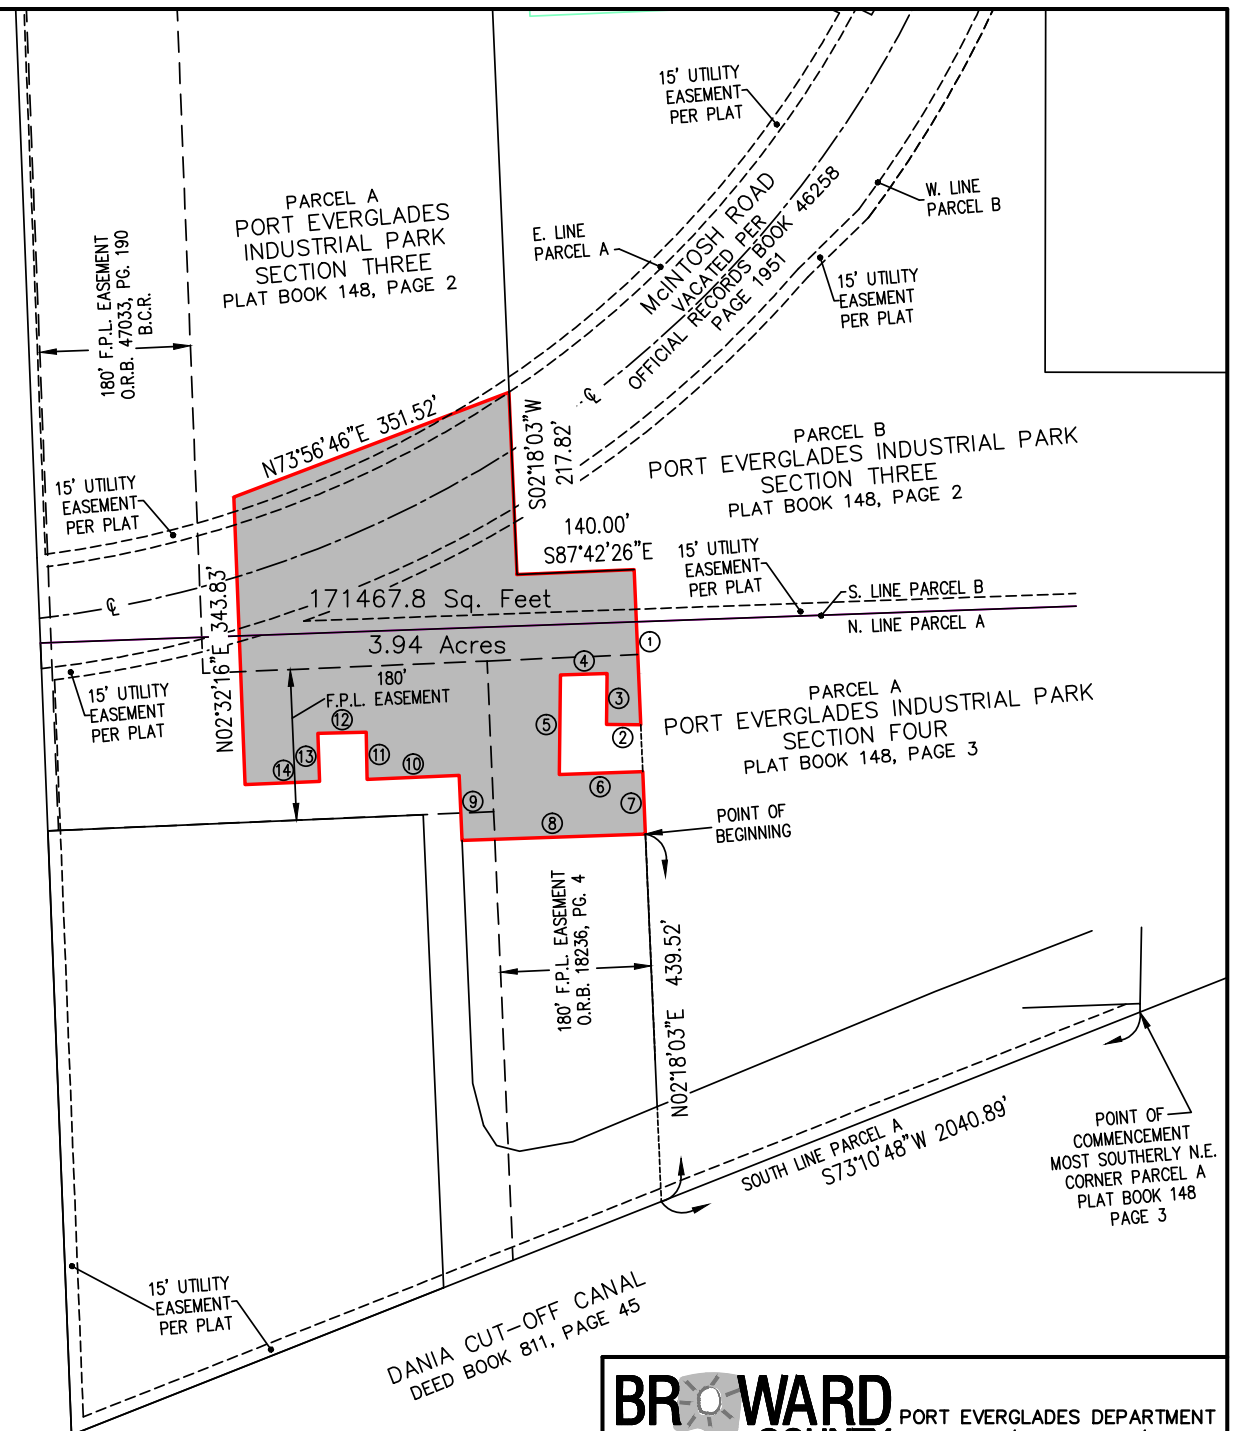 15' UTILITY
EASEMENT
PER PLAT
PARCEL A
PORT EVERGLADES
INDUSTRIAL PARK
SECTION THREE
PLAT BOOK 148, PAGE 2
180' F.P.L. EASEMENT
O.R.B. 47033, PG. 190
B.C.R.
E. LINE
PARCEL A
McINTOSH ROAD
VACATED PER
OFFICIAL RECORDS BOOK 46258
PAGE 1951
W. LINE
PARCEL B
15' UTILITY
EASEMENT
PER PLAT
N73°56'46"E 351.52'
S02°18'03"W
217.82'
℄
PARCEL B
PORT EVERGLADES INDUSTRIAL PARK
SECTION THREE
PLAT BOOK 148, PAGE 2
15' UTILITY
EASEMENT
PER PLAT
140.00'
S87°42'26"E
15' UTILITY
EASEMENT
PER PLAT
℄
N02°32'16"E 343.83'
171467.8 Sq. Feet
3.94 Acres
S. LINE PARCEL B
N. LINE PARCEL A
1
4
180'
F.P.L. EASEMENT
15' UTILITY
EASEMENT
PER PLAT
3
5
2
12
13
11
14
10
6
9
7
8
PARCEL A
PORT EVERGLADES INDUSTRIAL PARK
SECTION FOUR
PLAT BOOK 148, PAGE 3
POINT OF
BEGINNING
180' F.P.L. EASEMENT
O.R.B. 18236, PG. 4
N02°18'03"E 439.52'
SOUTH LINE PARCEL A
S73°10'48"W 2040.89'
POINT OF
COMMENCEMENT
MOST SOUTHERLY N.E.
CORNER PARCEL A
PLAT BOOK 148
PAGE 3
15' UTILITY
EASEMENT
PER PLAT
DANIA CUT-OFF CANAL
DEED BOOK 811, PAGE 45
BROWARD
COUNTY
PORT EVERGLADES DEPARTMENT